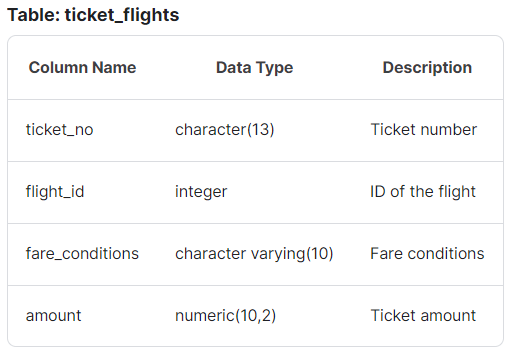 Table: ticket_flights
Column Name Data Type Description
ticket_no character(13) Ticket number
flight_id integer ID of the flight
fare_conditions character varying(10) Fare conditions
amount numeric(10,2) Ticket amount